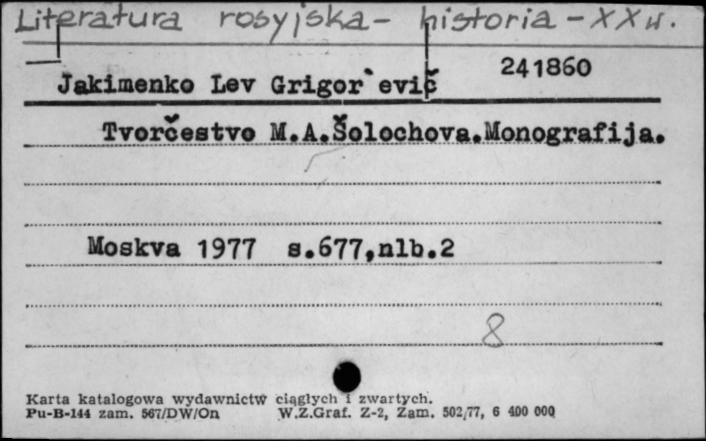 Literatura rosyjska - historia - XX w.
241860
Jakimenko Lev Grigor`evič
Tvorčestvo M.A.Šolochova.Monografija.
Moskva 1977 s.677,nlb.2
8
Karta katalogowa wydawnictw ciągłych i zwartych.
Pu-B-144 zam. 567/DW/On W.Z.Graf. Z-2, Zam. 502/77, 6 400 000